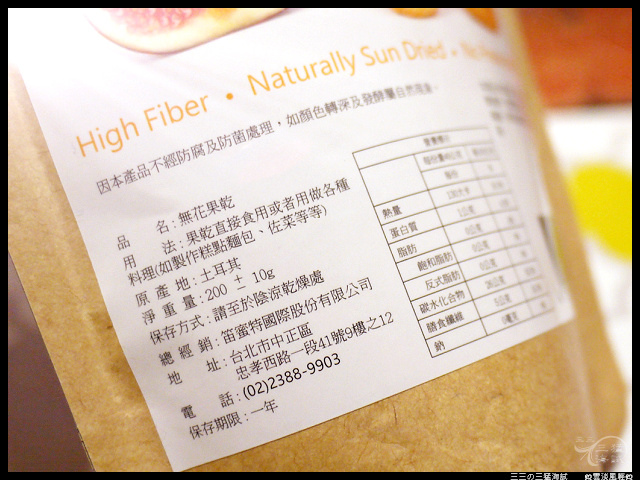 High Fiber • Naturally Sun Dried •
因本產品不經防腐及防菌處理，如顏色轉深及發酵屬自然現象。
品　名：無花果乾
用　法：果乾直接食用或者用做各種
料理(如製作糕點麵包、佐菜等等)
原 產 地：土耳其
淨 重 量：200 ± 10g
保存方式：請至於陰涼乾燥處
總 經 銷：笛蜜特國際股份有限公司
地　址：台北市中正區
忠孝西路一段41號9樓之12
電　話：(02)2388-9903
保存期限：一年
熱量
蛋白質
脂肪
飽和脂肪
反式脂肪
碳水化合物
膳食纖維
鈉